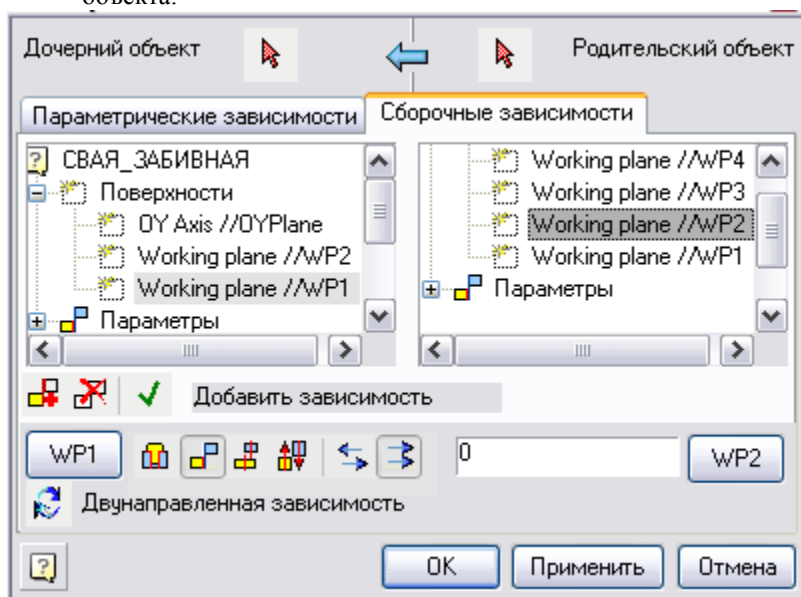 объекта.
Дочерний объект
Родительский объект
Параметрические зависимости
Сборочные зависимости
СВАЯ_ЗАБИВНАЯ
Поверхности
OY Axis //OYPlane
Working plane //WP2
Working plane //WP1
Параметры
Working plane //WP4
Working plane //WP3
Working plane //WP2
Working plane //WP1
Параметры
Добавить зависимость
WP1
0
WP2
Двунаправленная зависимость
OK
Применить
Отмена